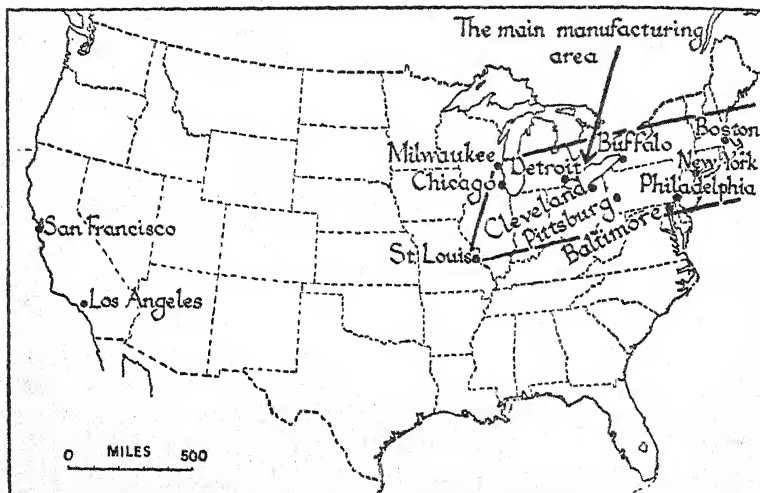 The main manufacturing
area
Boston
Buffalo
Milwaukee
Detroit
New York
Chicago
Philadelphia
Cleveland
Pittsburg
Baltimore
San Francisco
St. Louis
Los Angeles
0 MILES 500